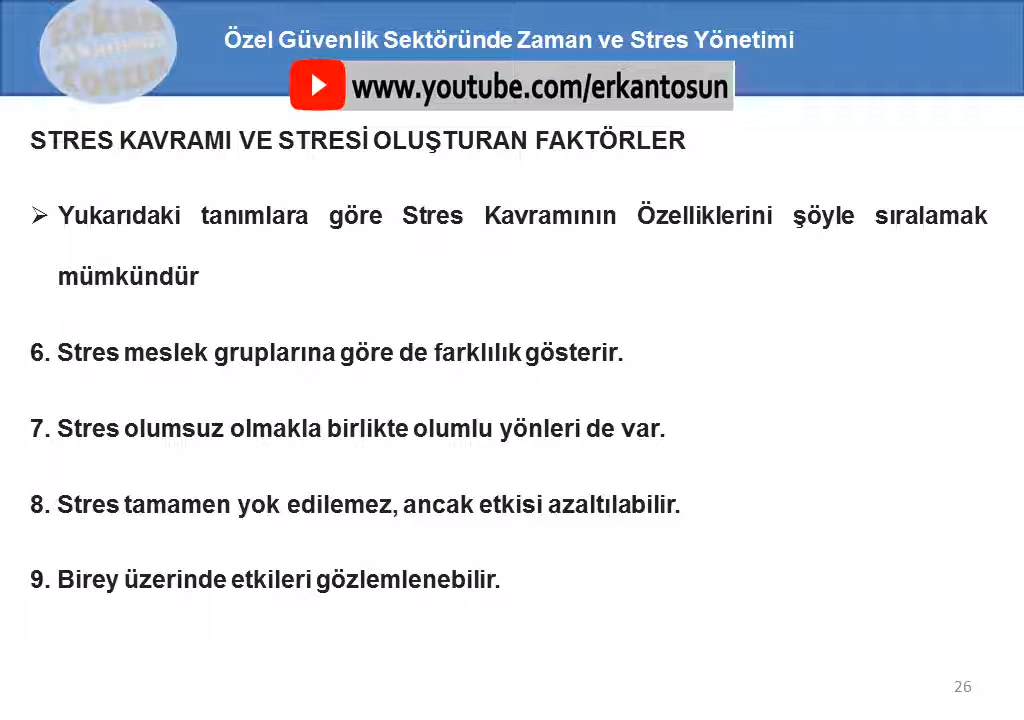 Erkan
Akademi
Tosun
Özel Güvenlik Sektöründe Zaman ve Stres Yönetimi
www.youtube.com/erkantosun
STRES KAVRAMI VE STRESİ OLUŞTURAN FAKTÖRLER
➢ Yukarıdaki tanımlara göre Stres Kavramının Özelliklerini şöyle sıralamak
mümkündür
6. Stres meslek gruplarına göre de farklılık gösterir.
7. Stres olumsuz olmakla birlikte olumlu yönleri de var.
8. Stres tamamen yok edilemez, ancak etkisi azaltılabilir.
9. Birey üzerinde etkileri gözlemlenebilir.
26